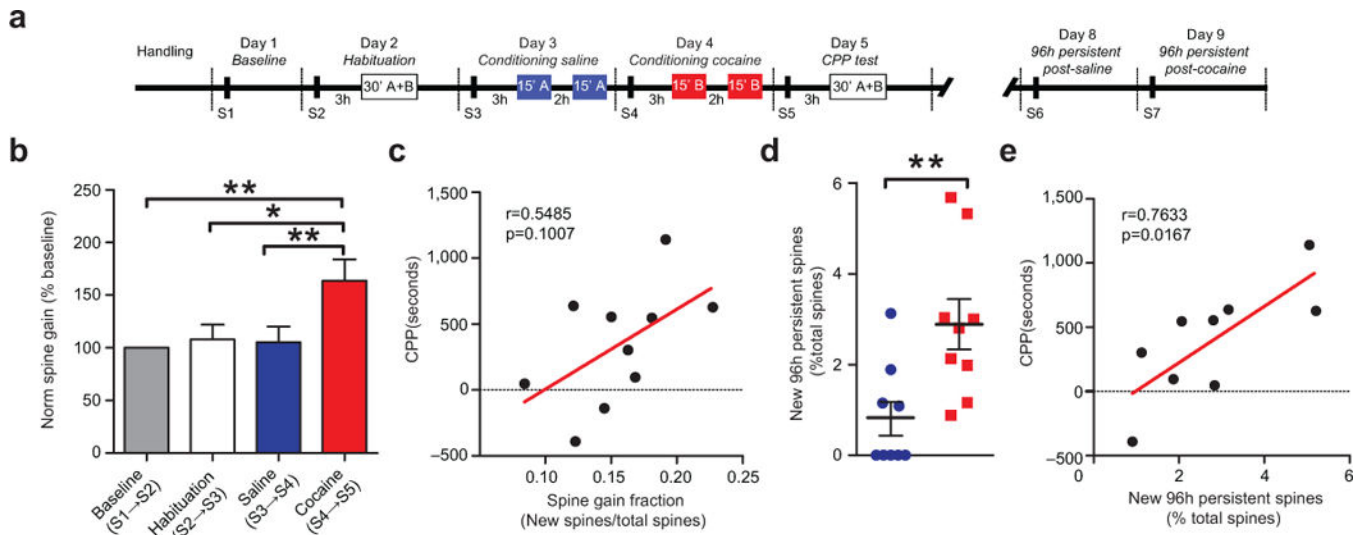 a
Handling
Day 1
Baseline
Day 2
Habituation
Day 3
Conditioning saline
Day 4
Conditioning cocaine
Day 5
CPP test
Day 8
96h persistent
post-saline
Day 9
96h persistent
post-cocaine
S1
S2
3h
30' A+B
S3
3h
15' A
2h
15' A
S4
3h
15' B
2h
15' B
S5
3h
30' A+B
S6
S7
b
Norm spine gain (% baseline)
250
200
150
100
50
0
**
*
**
Baseline
(S1→S2)
Habituation
(S2→S3)
Saline
(S3→S4)
Cocaine
(S4→S5)
c
CPP(seconds)
1,500
1,000
500
0
–500
r=0.5485
p=0.1007
0.10
0.15
0.20
0.25
Spine gain fraction
(New spines/total spines)
d
New 96h persistent spines
(%total spines)
6
4
2
0
**
e
CPP(seconds)
1,500
1,000
500
0
–500
r=0.7633
p=0.0167
0
2
4
6
New 96h persistent spines
(% total spines)